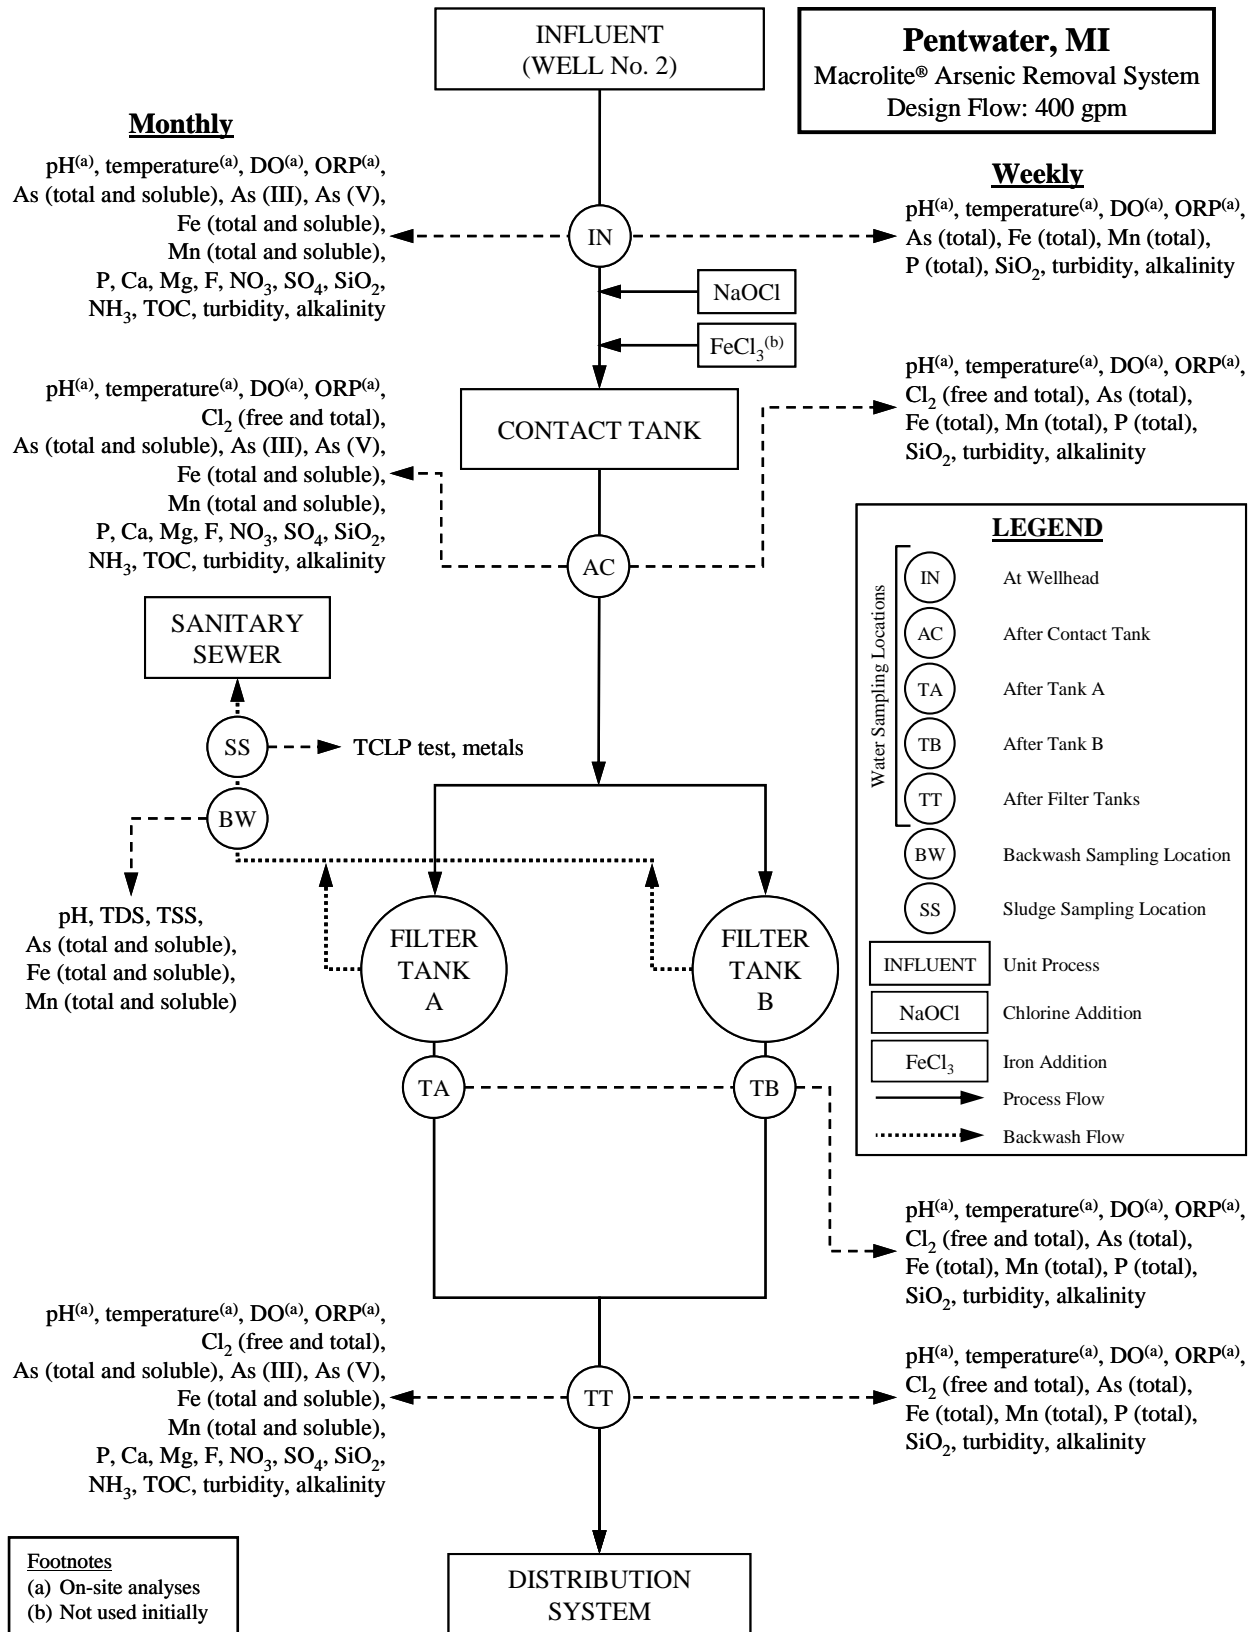 INFLUENT
(WELL No. 2)
Pentwater, MI
Macrolite® Arsenic Removal System
Design Flow: 400 gpm
Monthly
pH(a), temperature(a), DO(a), ORP(a),
As (total and soluble), As (III), As (V),
Fe (total and soluble),
Mn (total and soluble),
P, Ca, Mg, F, NO3, SO4, SiO2,
NH3, TOC, turbidity, alkalinity
IN
Weekly
pH(a), temperature(a), DO(a), ORP(a),
As (total), Fe (total), Mn (total),
P (total), SiO2, turbidity, alkalinity
NaOCl
FeCl3(b)
CONTACT TANK
pH(a), temperature(a), DO(a), ORP(a),
Cl2 (free and total),
As (total and soluble), As (III), As (V),
Fe (total and soluble),
Mn (total and soluble),
P, Ca, Mg, F, NO3, SO4, SiO2,
NH3, TOC, turbidity, alkalinity
AC
pH(a), temperature(a), DO(a), ORP(a),
Cl2 (free and total), As (total),
Fe (total), Mn (total), P (total),
SiO2, turbidity, alkalinity
SANITARY
SEWER
SS
TCLP test, metals
BW
pH, TDS, TSS,
As (total and soluble),
Fe (total and soluble),
Mn (total and soluble)
FILTER
TANK
A
FILTER
TANK
B
TA
TB
LEGEND
Water Sampling Locations
IN At Wellhead
AC After Contact Tank
TA After Tank A
TB After Tank B
TT After Filter Tanks
BW Backwash Sampling Location
SS Sludge Sampling Location
INFLUENT Unit Process
NaOCl Chlorine Addition
FeCl3 Iron Addition
Process Flow
Backwash Flow
pH(a), temperature(a), DO(a), ORP(a),
Cl2 (free and total), As (total),
Fe (total), Mn (total), P (total),
SiO2, turbidity, alkalinity
pH(a), temperature(a), DO(a), ORP(a),
Cl2 (free and total),
As (total and soluble), As (III), As (V),
Fe (total and soluble),
Mn (total and soluble),
P, Ca, Mg, F, NO3, SO4, SiO2,
NH3, TOC, turbidity, alkalinity
TT
pH(a), temperature(a), DO(a), ORP(a),
Cl2 (free and total), As (total),
Fe (total), Mn (total), P (total),
SiO2, turbidity, alkalinity
Footnotes
(a) On-site analyses
(b) Not used initially
DISTRIBUTION
SYSTEM